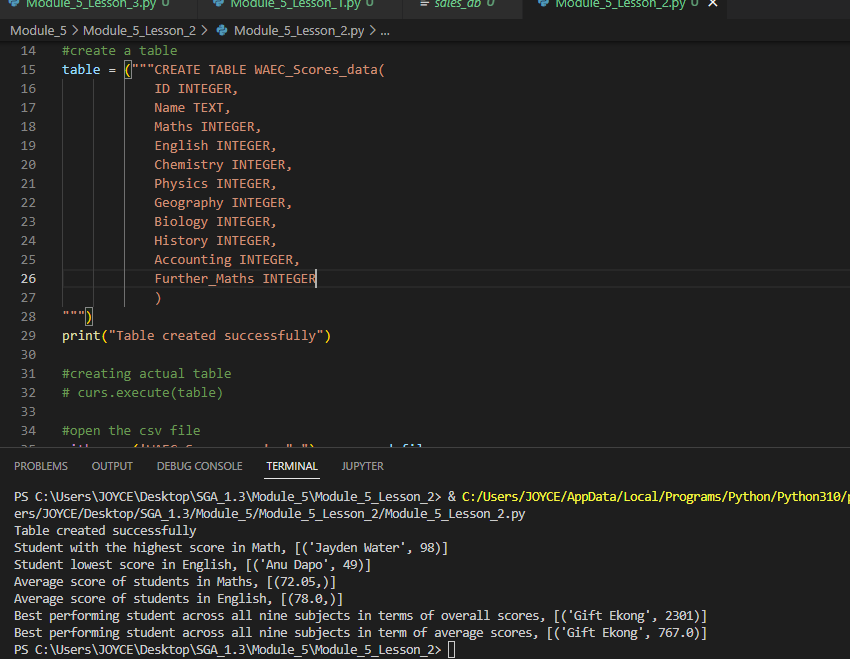 Module_5_Lesson_3.py U Module_5_Lesson_1.py U sales_db U Module_5_Lesson_2.py U
Module_5 > Module_5_Lesson_2 > Module_5_Lesson_2.py > ...
14 #create a table
15 table = ("""CREATE TABLE WAEC_Scores_data(
16 ID INTEGER,
17 Name TEXT,
18 Maths INTEGER,
19 English INTEGER,
20 Chemistry INTEGER,
21 Physics INTEGER,
22 Geography INTEGER,
23 Biology INTEGER,
24 History INTEGER,
25 Accounting INTEGER,
26 Further_Maths INTEGER
27 )
28 """)
29 print("Table created successfully")
30
31 #creating actual table
32 # curs.execute(table)
33
34 #open the csv file
PROBLEMS OUTPUT DEBUG CONSOLE TERMINAL JUPYTER
PS C:\Users\JOYCE\Desktop\SGA_1.3\Module_5\Module_5_Lesson_2> & C:/Users/JOYCE/AppData/Local/Programs/Python/Python310/
ers/JOYCE/Desktop/SGA_1.3/Module_5/Module_5_Lesson_2/Module_5_Lesson_2.py
Table created successfully
Student with the highest score in Math, [('Jayden Water', 98)]
Student lowest score in English, [('Anu Dapo', 49)]
Average score of students in Maths, [(72.05,)]
Average score of students in English, [(78.0,)]
Best performing student across all nine subjects in terms of overall scores, [('Gift Ekong', 2301)]
Best performing student across all nine subjects in term of average scores, [('Gift Ekong', 767.0)]
PS C:\Users\JOYCE\Desktop\SGA_1.3\Module_5\Module_5_Lesson_2>